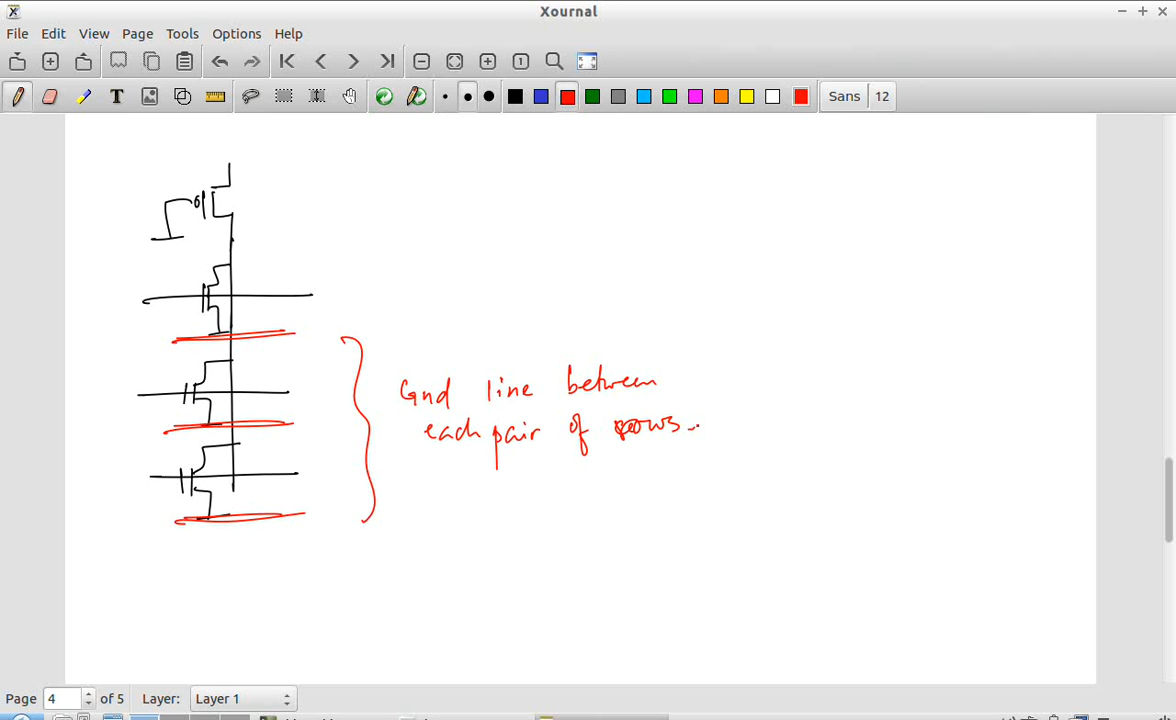 Xournal
File Edit View Page Tools Options Help
Sans 12
Gnd line between
each pair of rows.
Page 4 of 5 Layer: Layer 1